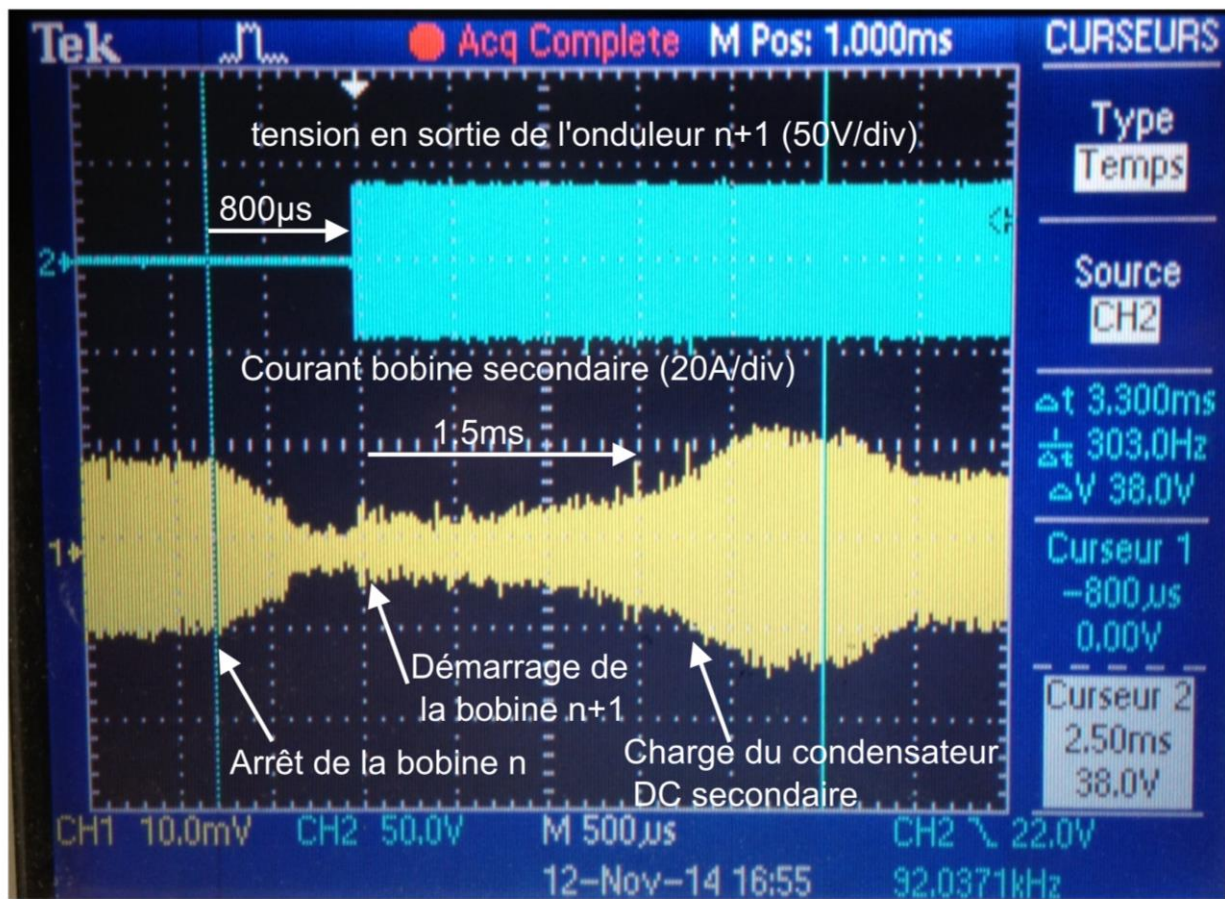 Tek
Acq Complete
M Pos: 1.000ms
CURSEURS
tension en sortie de l'onduleur n+1 (50V/div)
Type
Temps
800µs
2
Source
CH2
Courant bobine secondaire (20A/div)
1.5ms
Δt 3.300ms
1/Δt 303.0Hz
ΔV 38.0V
1
Curseur 1
-800µs
0.00V
Démarrage de
la bobine n+1
Arrêt de la bobine n
Charge du condensateur
DC secondaire
Curseur 2
2.50ms
38.0V
CH1 10.0mV
CH2 50.0V
M 500µs
CH2 \ 22.0V
12-Nov-14 16:55
92.0371kHz